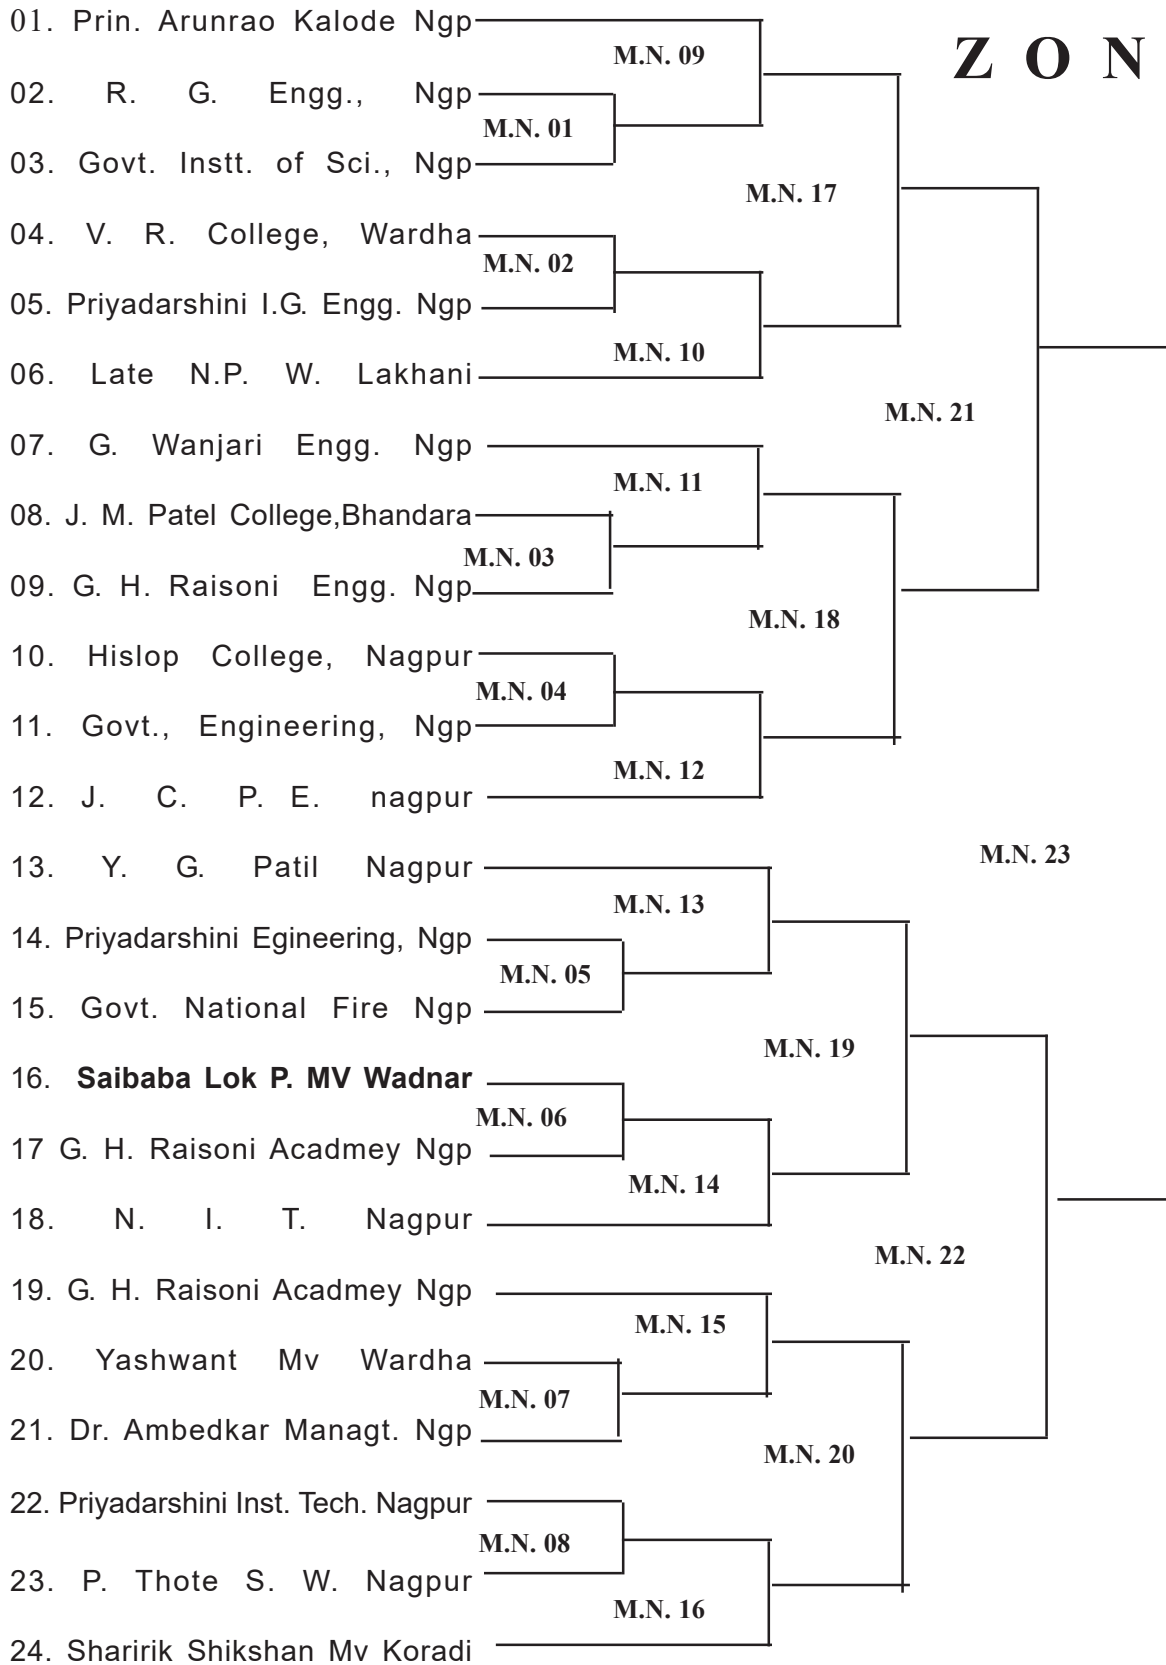 01. Prin. Arunrao Kalode Ngp
M.N. 09
Z O N
02. R. G. Engg., Ngp
M.N. 01
03. Govt. Instt. of Sci., Ngp
M.N. 17
04. V. R. College, Wardha
M.N. 02
05. Priyadarshini I.G. Engg. Ngp
M.N. 10
06. Late N.P. W. Lakhani
M.N. 21
07. G. Wanjari Engg. Ngp
M.N. 11
08. J. M. Patel College,Bhandara
M.N. 03
09. G. H. Raisoni Engg. Ngp
M.N. 18
10. Hislop College, Nagpur
M.N. 04
11. Govt., Engineering, Ngp
M.N. 12
12. J. C. P. E. nagpur
M.N. 23
13. Y. G. Patil Nagpur
M.N. 13
14. Priyadarshini Egineering, Ngp
M.N. 05
15. Govt. National Fire Ngp
M.N. 19
16. Saibaba Lok P. MV Wadnar
M.N. 06
17 G. H. Raisoni Acadmey Ngp
M.N. 14
18. N. I. T. Nagpur
M.N. 22
19. G. H. Raisoni Acadmey Ngp
M.N. 15
20. Yashwant Mv Wardha
M.N. 07
21. Dr. Ambedkar Managt. Ngp
M.N. 20
22. Priyadarshini Inst. Tech. Nagpur
M.N. 08
23. P. Thote S. W. Nagpur
M.N. 16
24. Sharirik Shikshan Mv Koradi